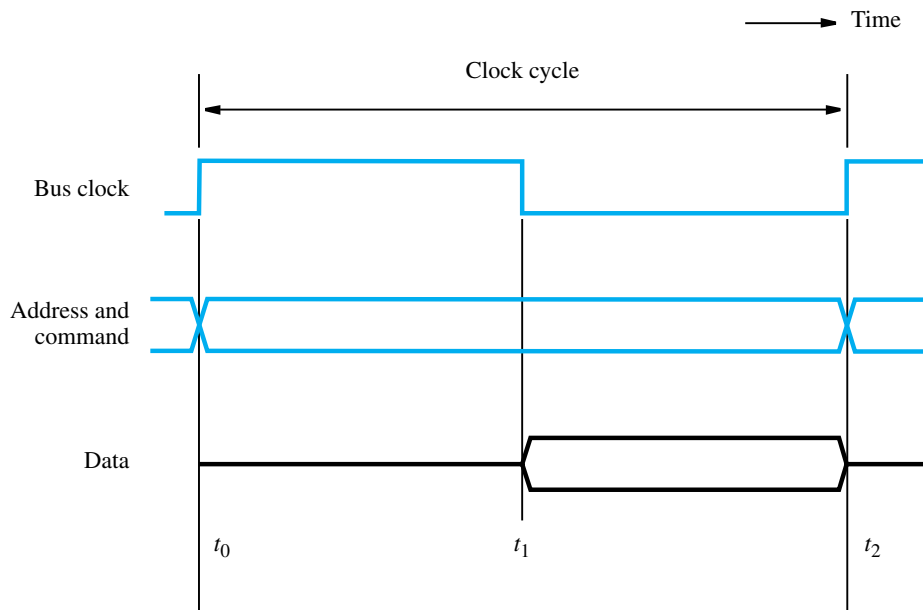 Time
Clock cycle
Bus clock
Address and
command
Data
t0
t1
t2